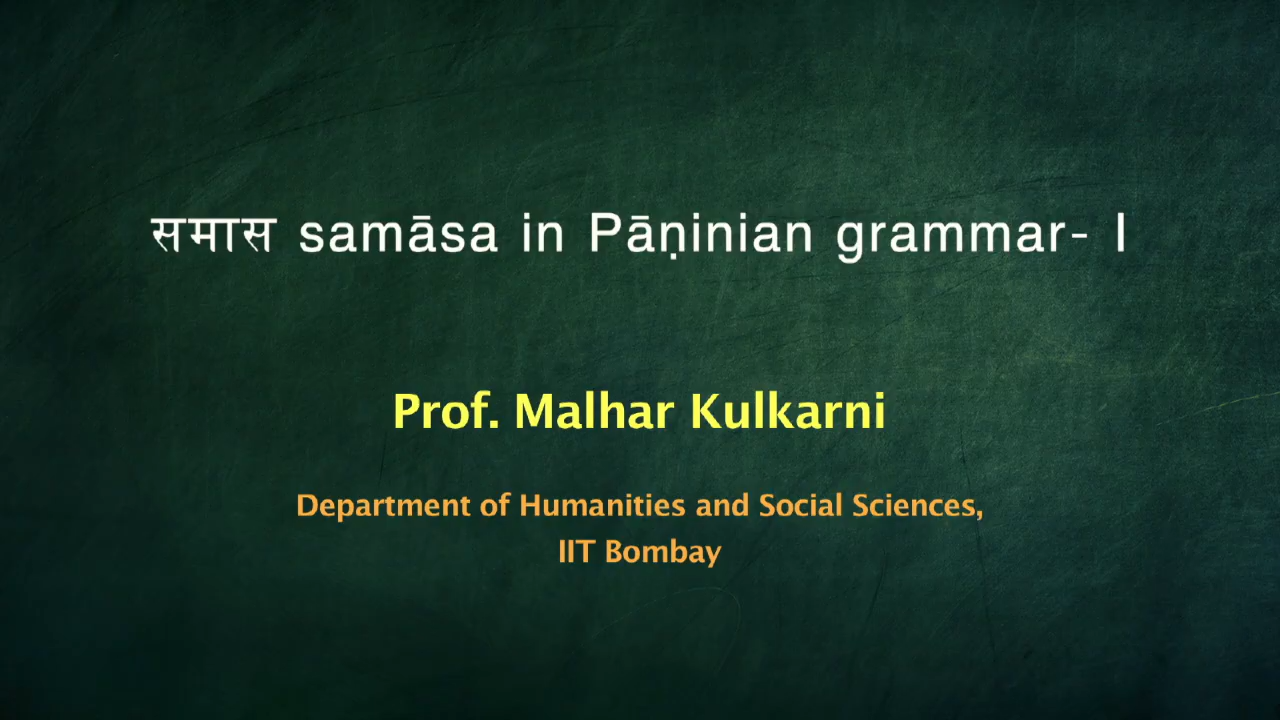 समास samāsa in Pāṇinian grammar- I
Prof. Malhar Kulkarni
Department of Humanities and Social Sciences,
IIT Bombay